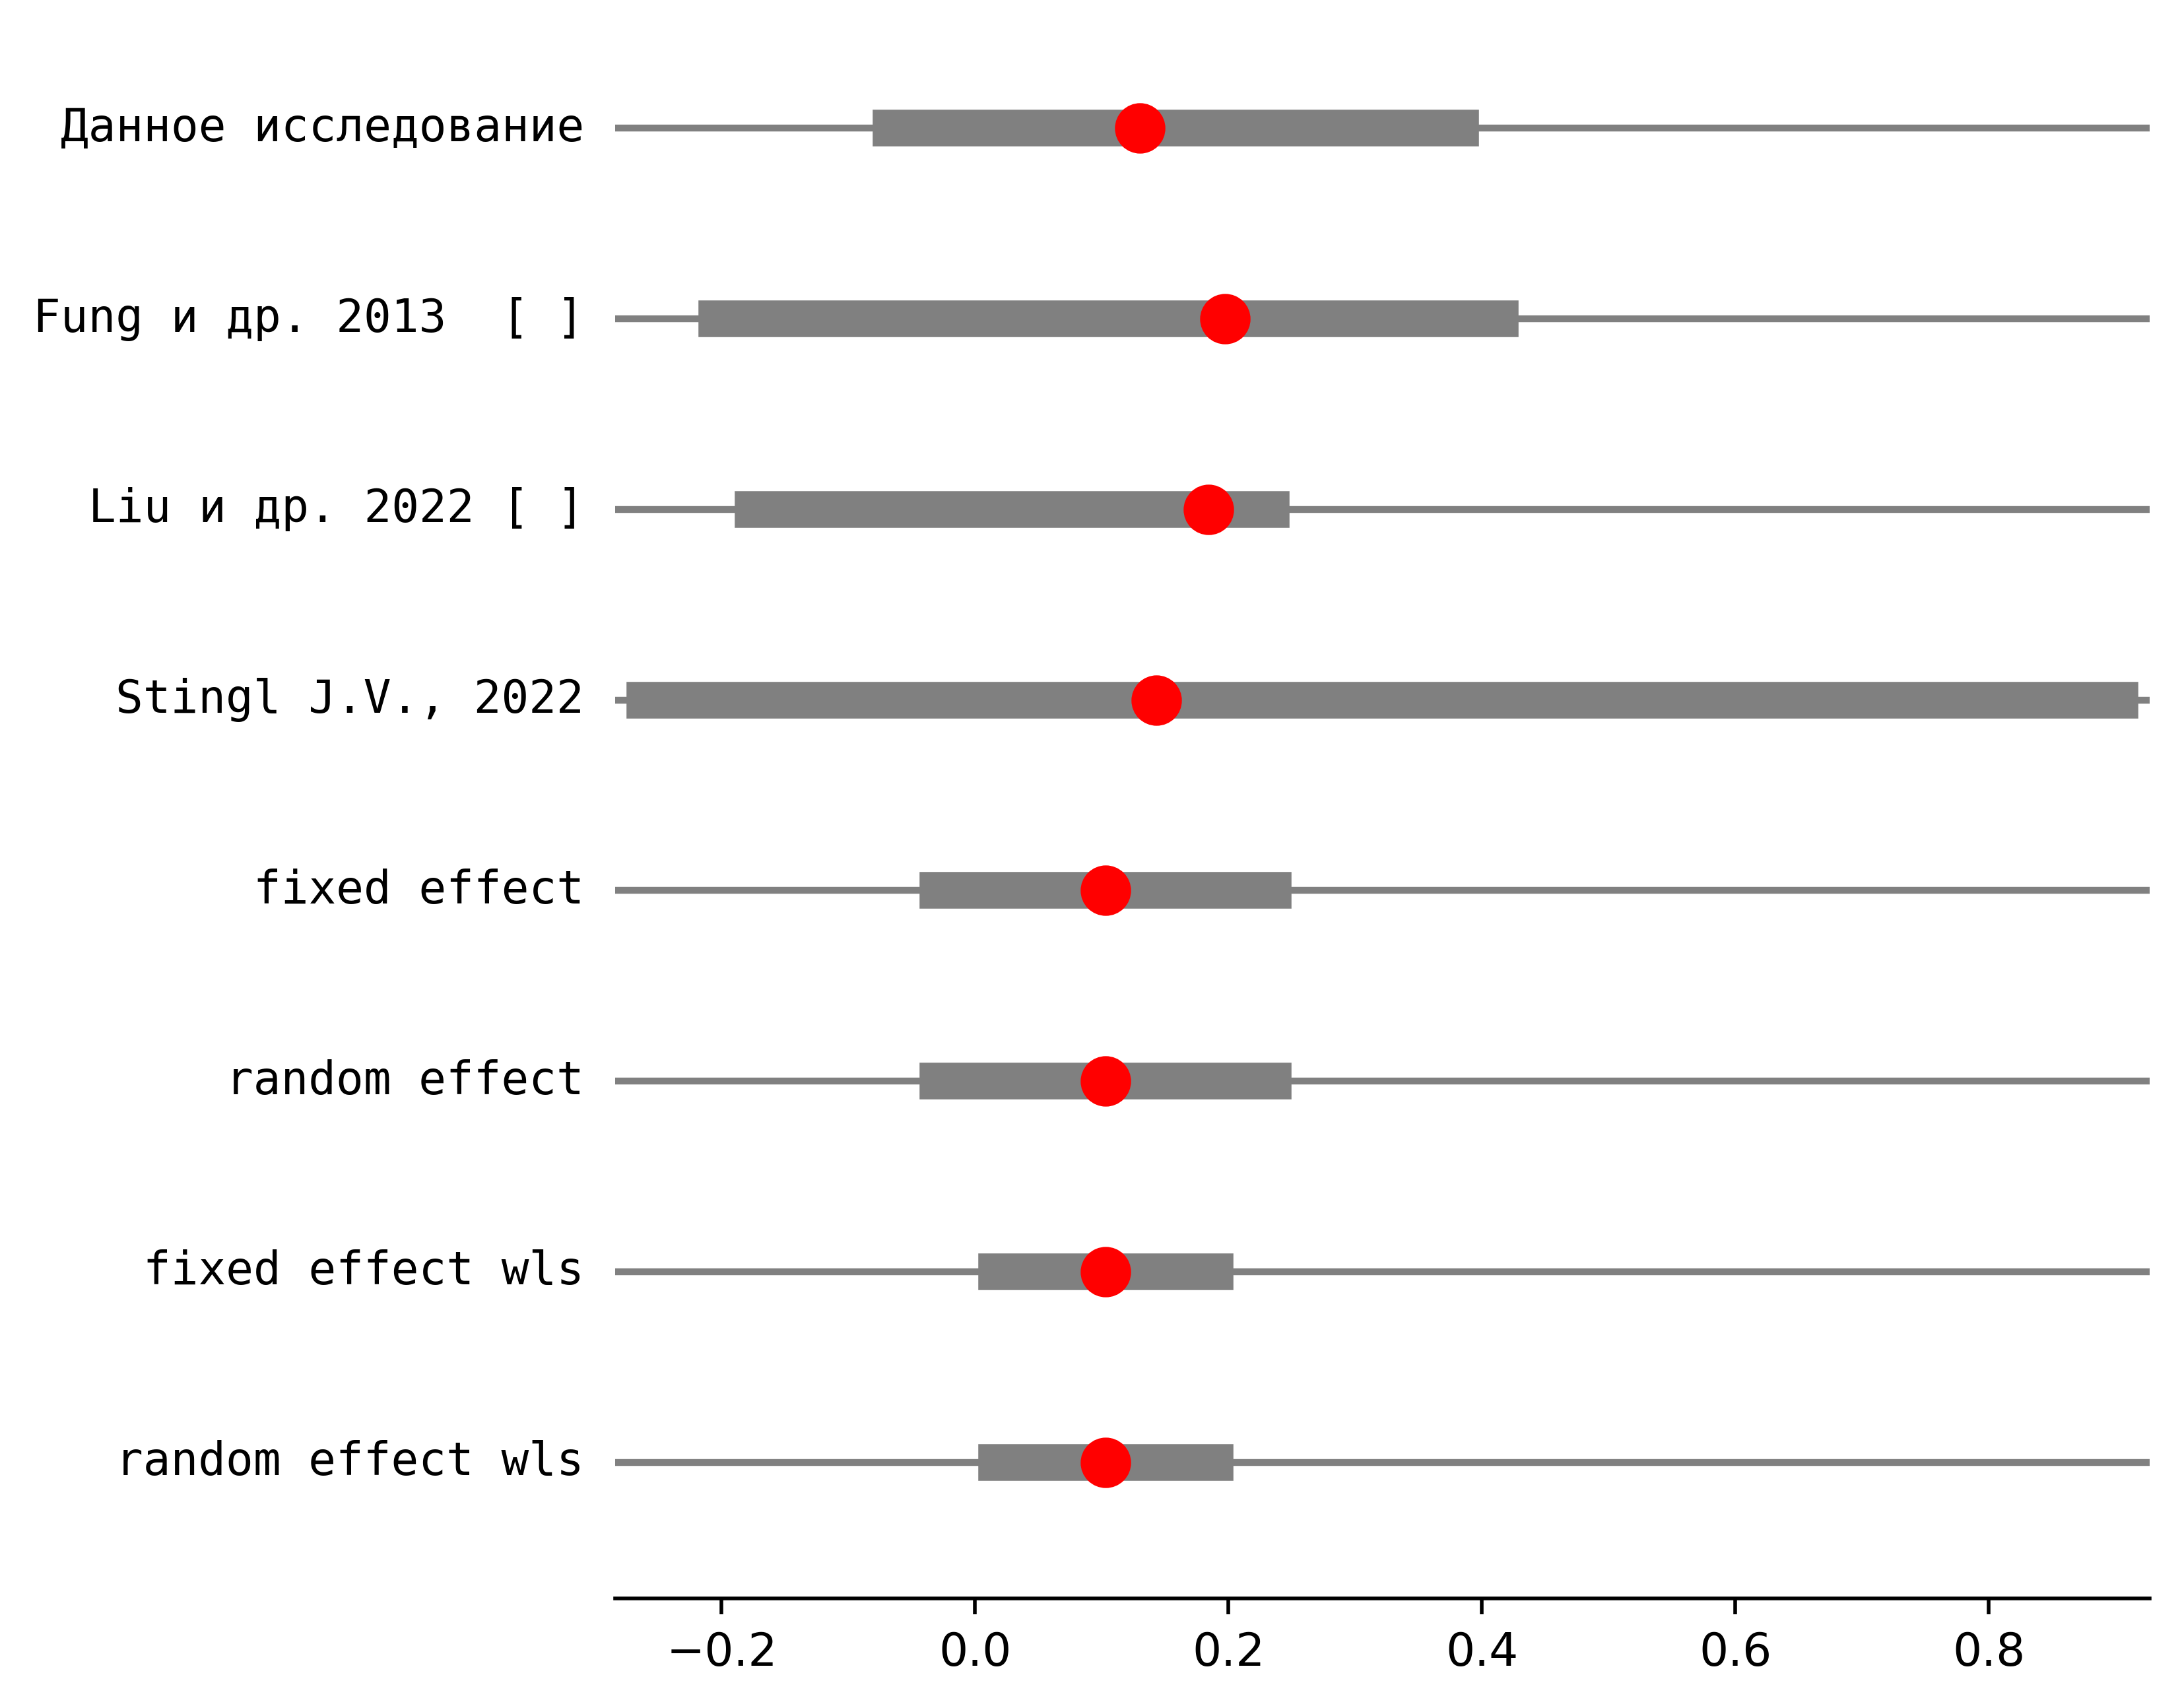 Данное исследование
Fung и др. 2013  [ ]
Liu и др. 2022 [ ]
Stingl J.V., 2022
fixed effect
random effect
fixed effect wls
random effect wls
−0.2 0.0 0.2 0.4 0.6 0.8